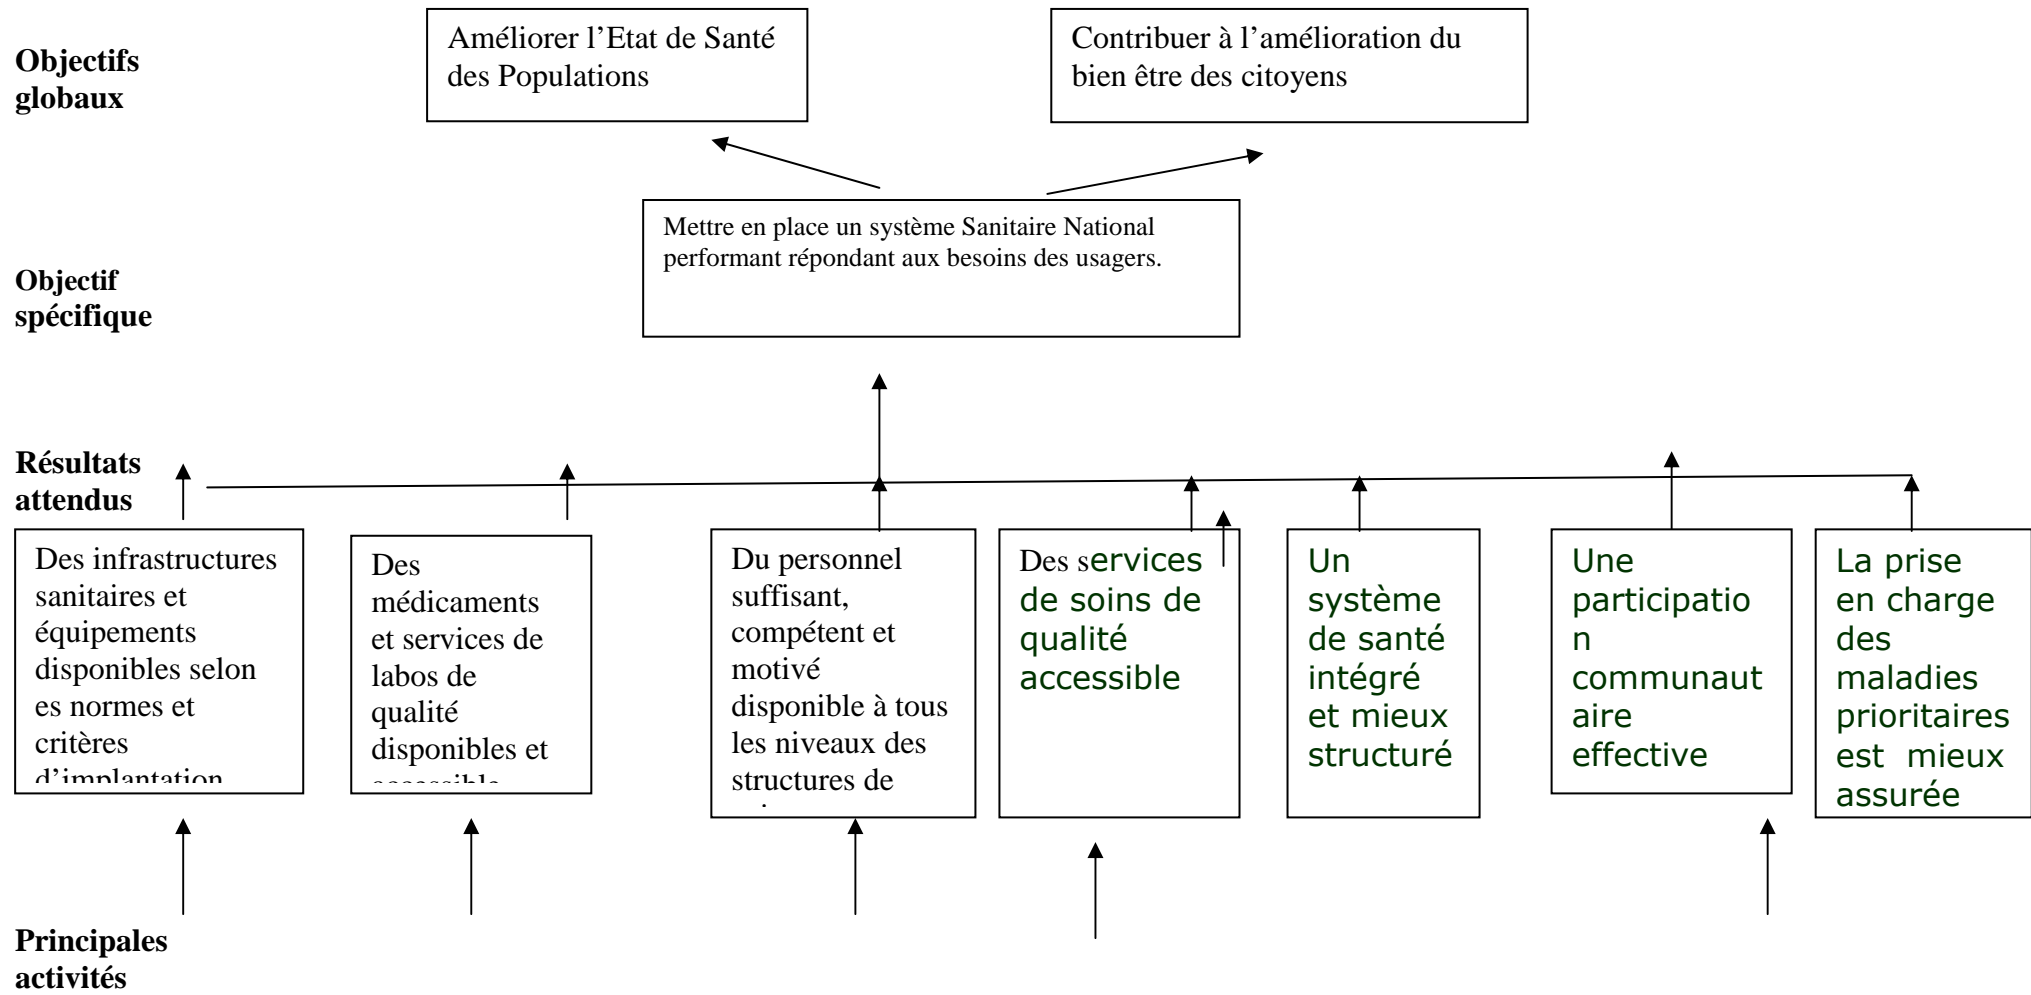 Objectifs
globaux
Améliorer l’Etat de Santé
des Populations
Contribuer à l’amélioration du
bien être des citoyens
Objectif
spécifique
Mettre en place un système Sanitaire National
performant répondant aux besoins des usagers.
Résultats
attendus
Des infrastructures
sanitaires et
équipements
disponibles selon
es normes et
critères
d’implantation
Des
médicaments
et services de
labos de
qualité
disponibles et
accessible
Du personnel
suffisant,
compétent et
motivé
disponible à tous
les niveaux des
structures de
Des services
de soins de
qualité
accessible
Un
système
de santé
intégré
et mieux
structuré
Une
participatio
n
communaut
aire
effective
La prise
en charge
des
maladies
prioritaires
est mieux
assurée
Principales
activités